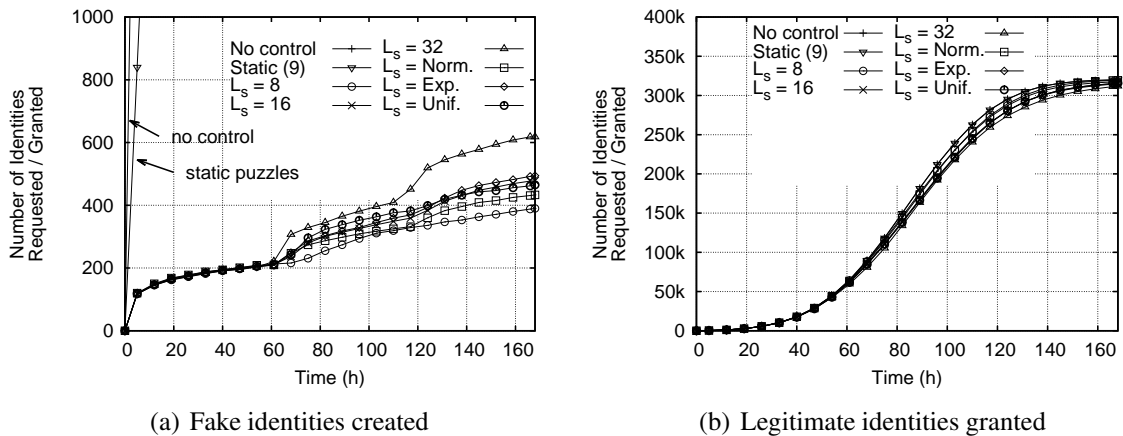 1000
800
600
400
200
0
0 20 40 60 80 100 120 140 160
Number of Identities
Requested / Granted
Time (h)
No control
Static (9)
L_s = 8
L_s = 16
L_s = 32
L_s = Norm.
L_s = Exp.
L_s = Unif.
no control
static puzzles
(a) Fake identities created
400k
350k
300k
250k
200k
150k
100k
50k
0
0 20 40 60 80 100 120 140 160
Number of Identities
Requested / Granted
Time (h)
No control
Static (9)
L_s = 8
L_s = 16
L_s = 32
L_s = Norm.
L_s = Exp.
L_s = Unif.
(b) Legitimate identities granted